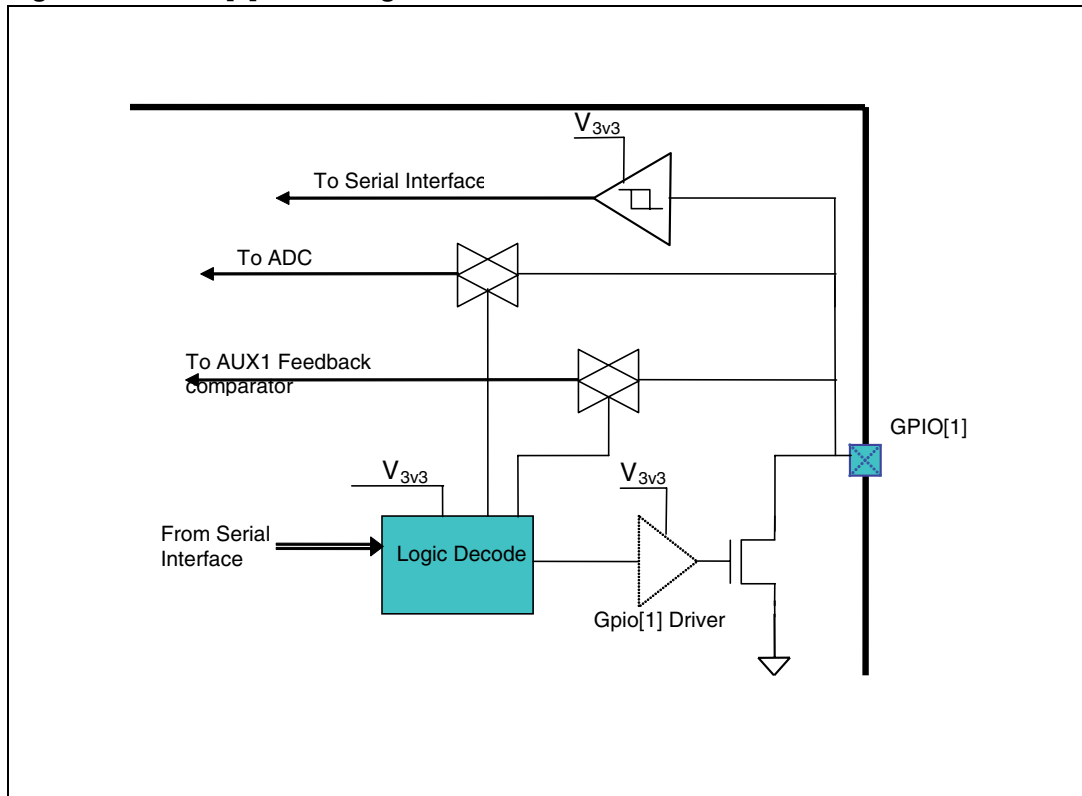 V3v3
To Serial Interface
To ADC
To AUX1 Feedback
comparator
GPIO[1]
V3v3
V3v3
From Serial
Interface
Logic Decode
Gpio[1] Driver